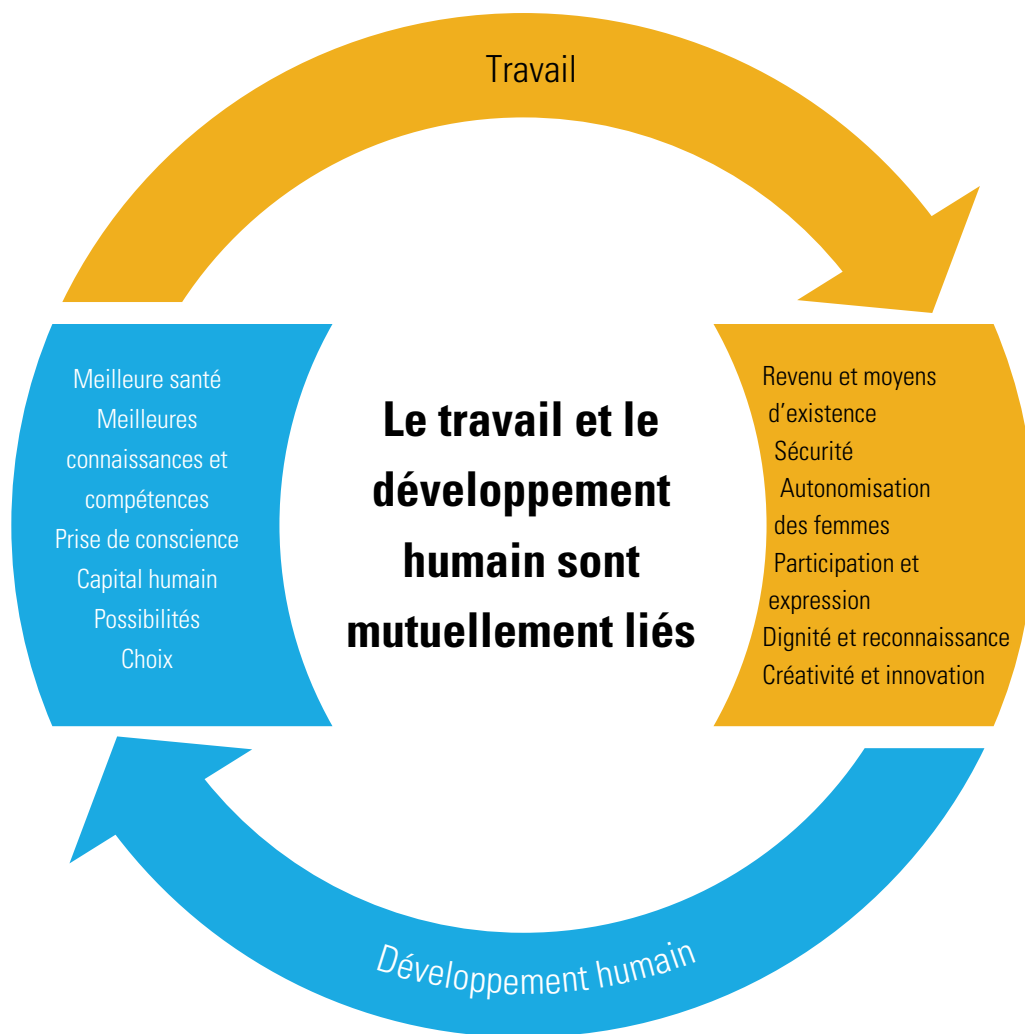 Travail
Meilleure santé
Meilleures
connaissances et
compétences
Prise de conscience
Capital humain
Possibilités
Choix
Le travail et le
développement
humain sont
mutuellement liés
Revenu et moyens
d’existence
Sécurité
Autonomisation
des femmes
Participation et
expression
Dignité et reconnaissance
Créativité et innovation
Développement humain